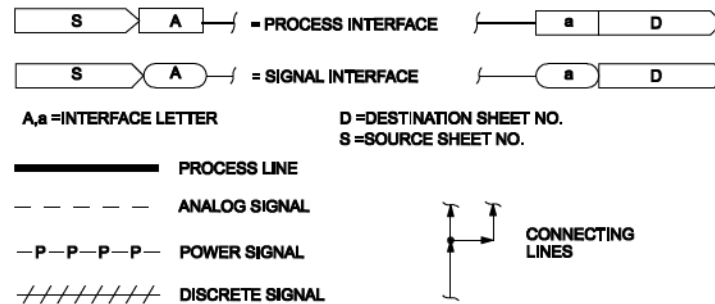 S A = PROCESS INTERFACE a D
S A = SIGNAL INTERFACE a D
A,a =INTERFACE LETTER D =DESTINATION SHEET NO.
S =SOURCE SHEET NO.
PROCESS LINE
ANALOG SIGNAL
P P P P POWER SIGNAL
CONNECTING
LINES
DISCRETE SIGNAL